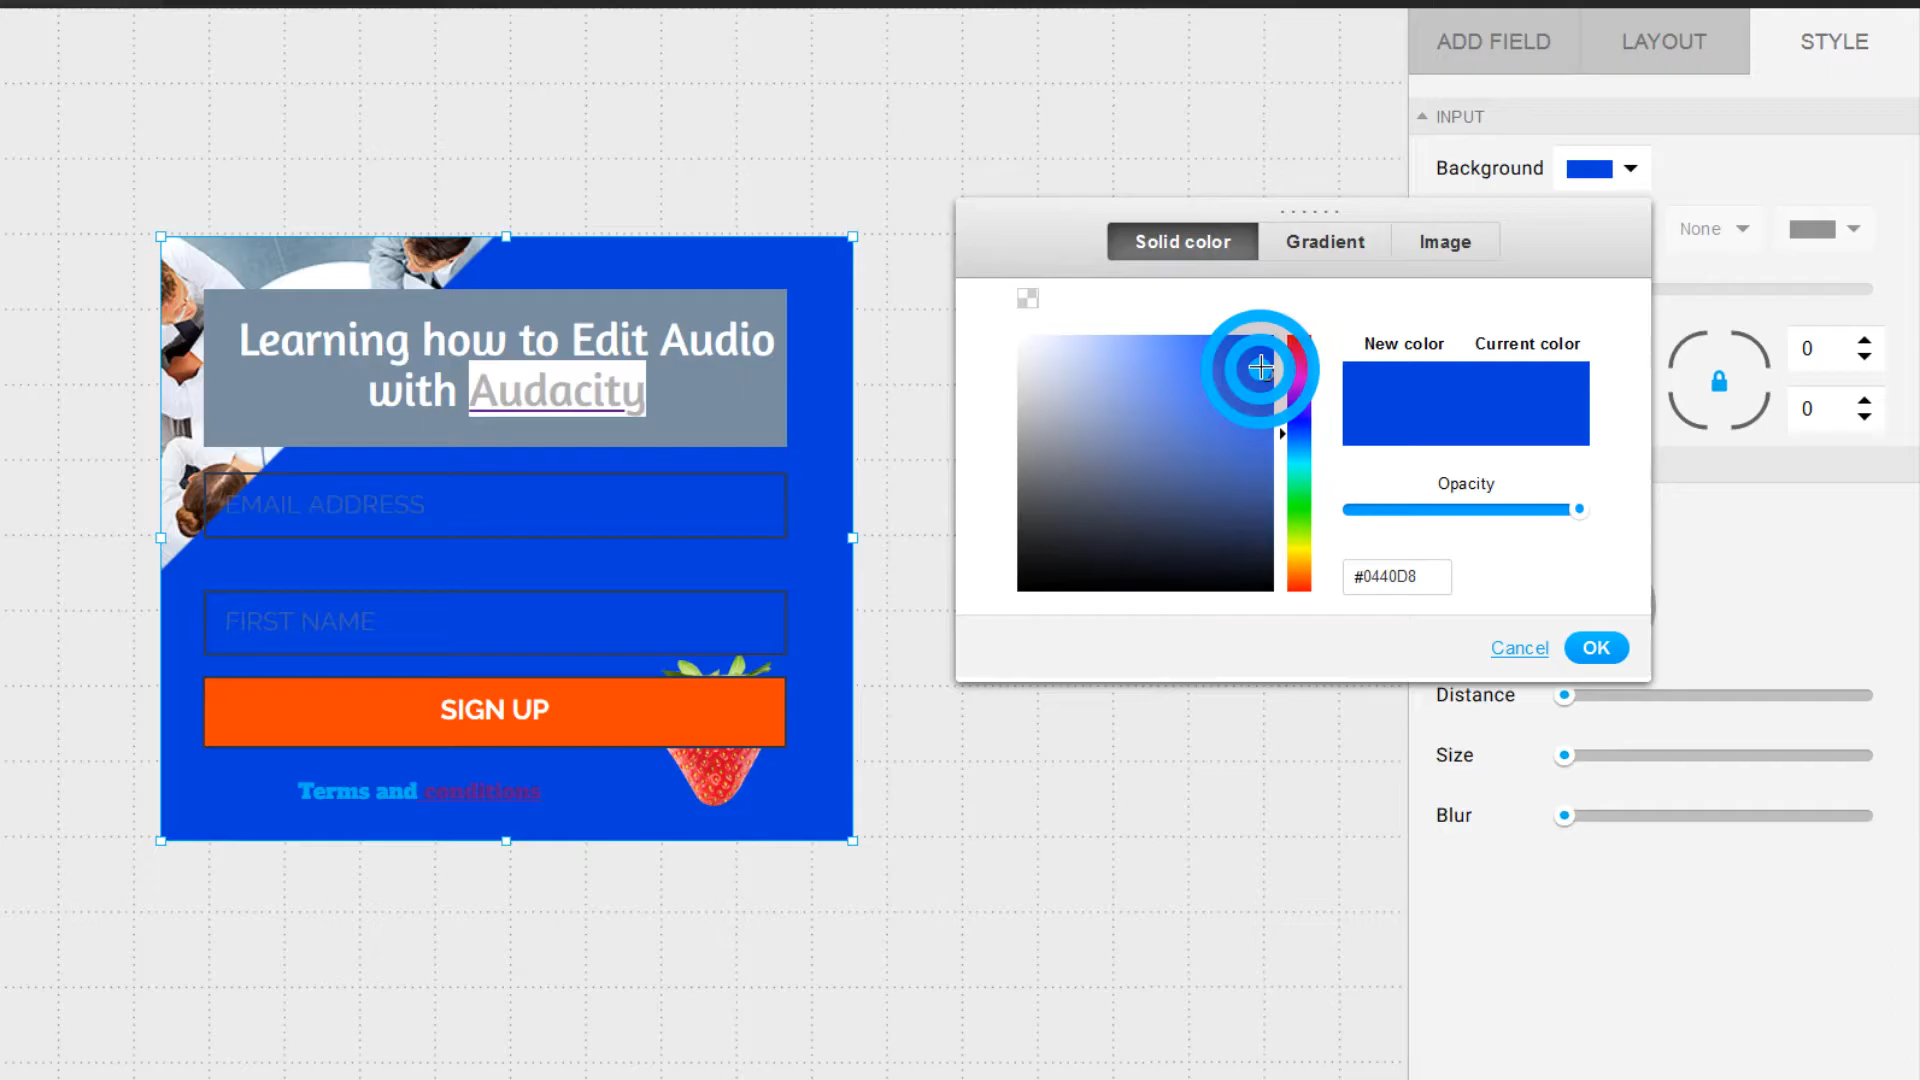 ADD FIELD LAYOUT STYLE
INPUT
Background
Solid color Gradient Image
None
New color Current color
0
0
Opacity
#0440D8
Cancel OK
Distance
Size
Blur
Learning how to Edit Audio
with Audacity
EMAIL ADDRESS
FIRST NAME
SIGN UP
Terms and conditions